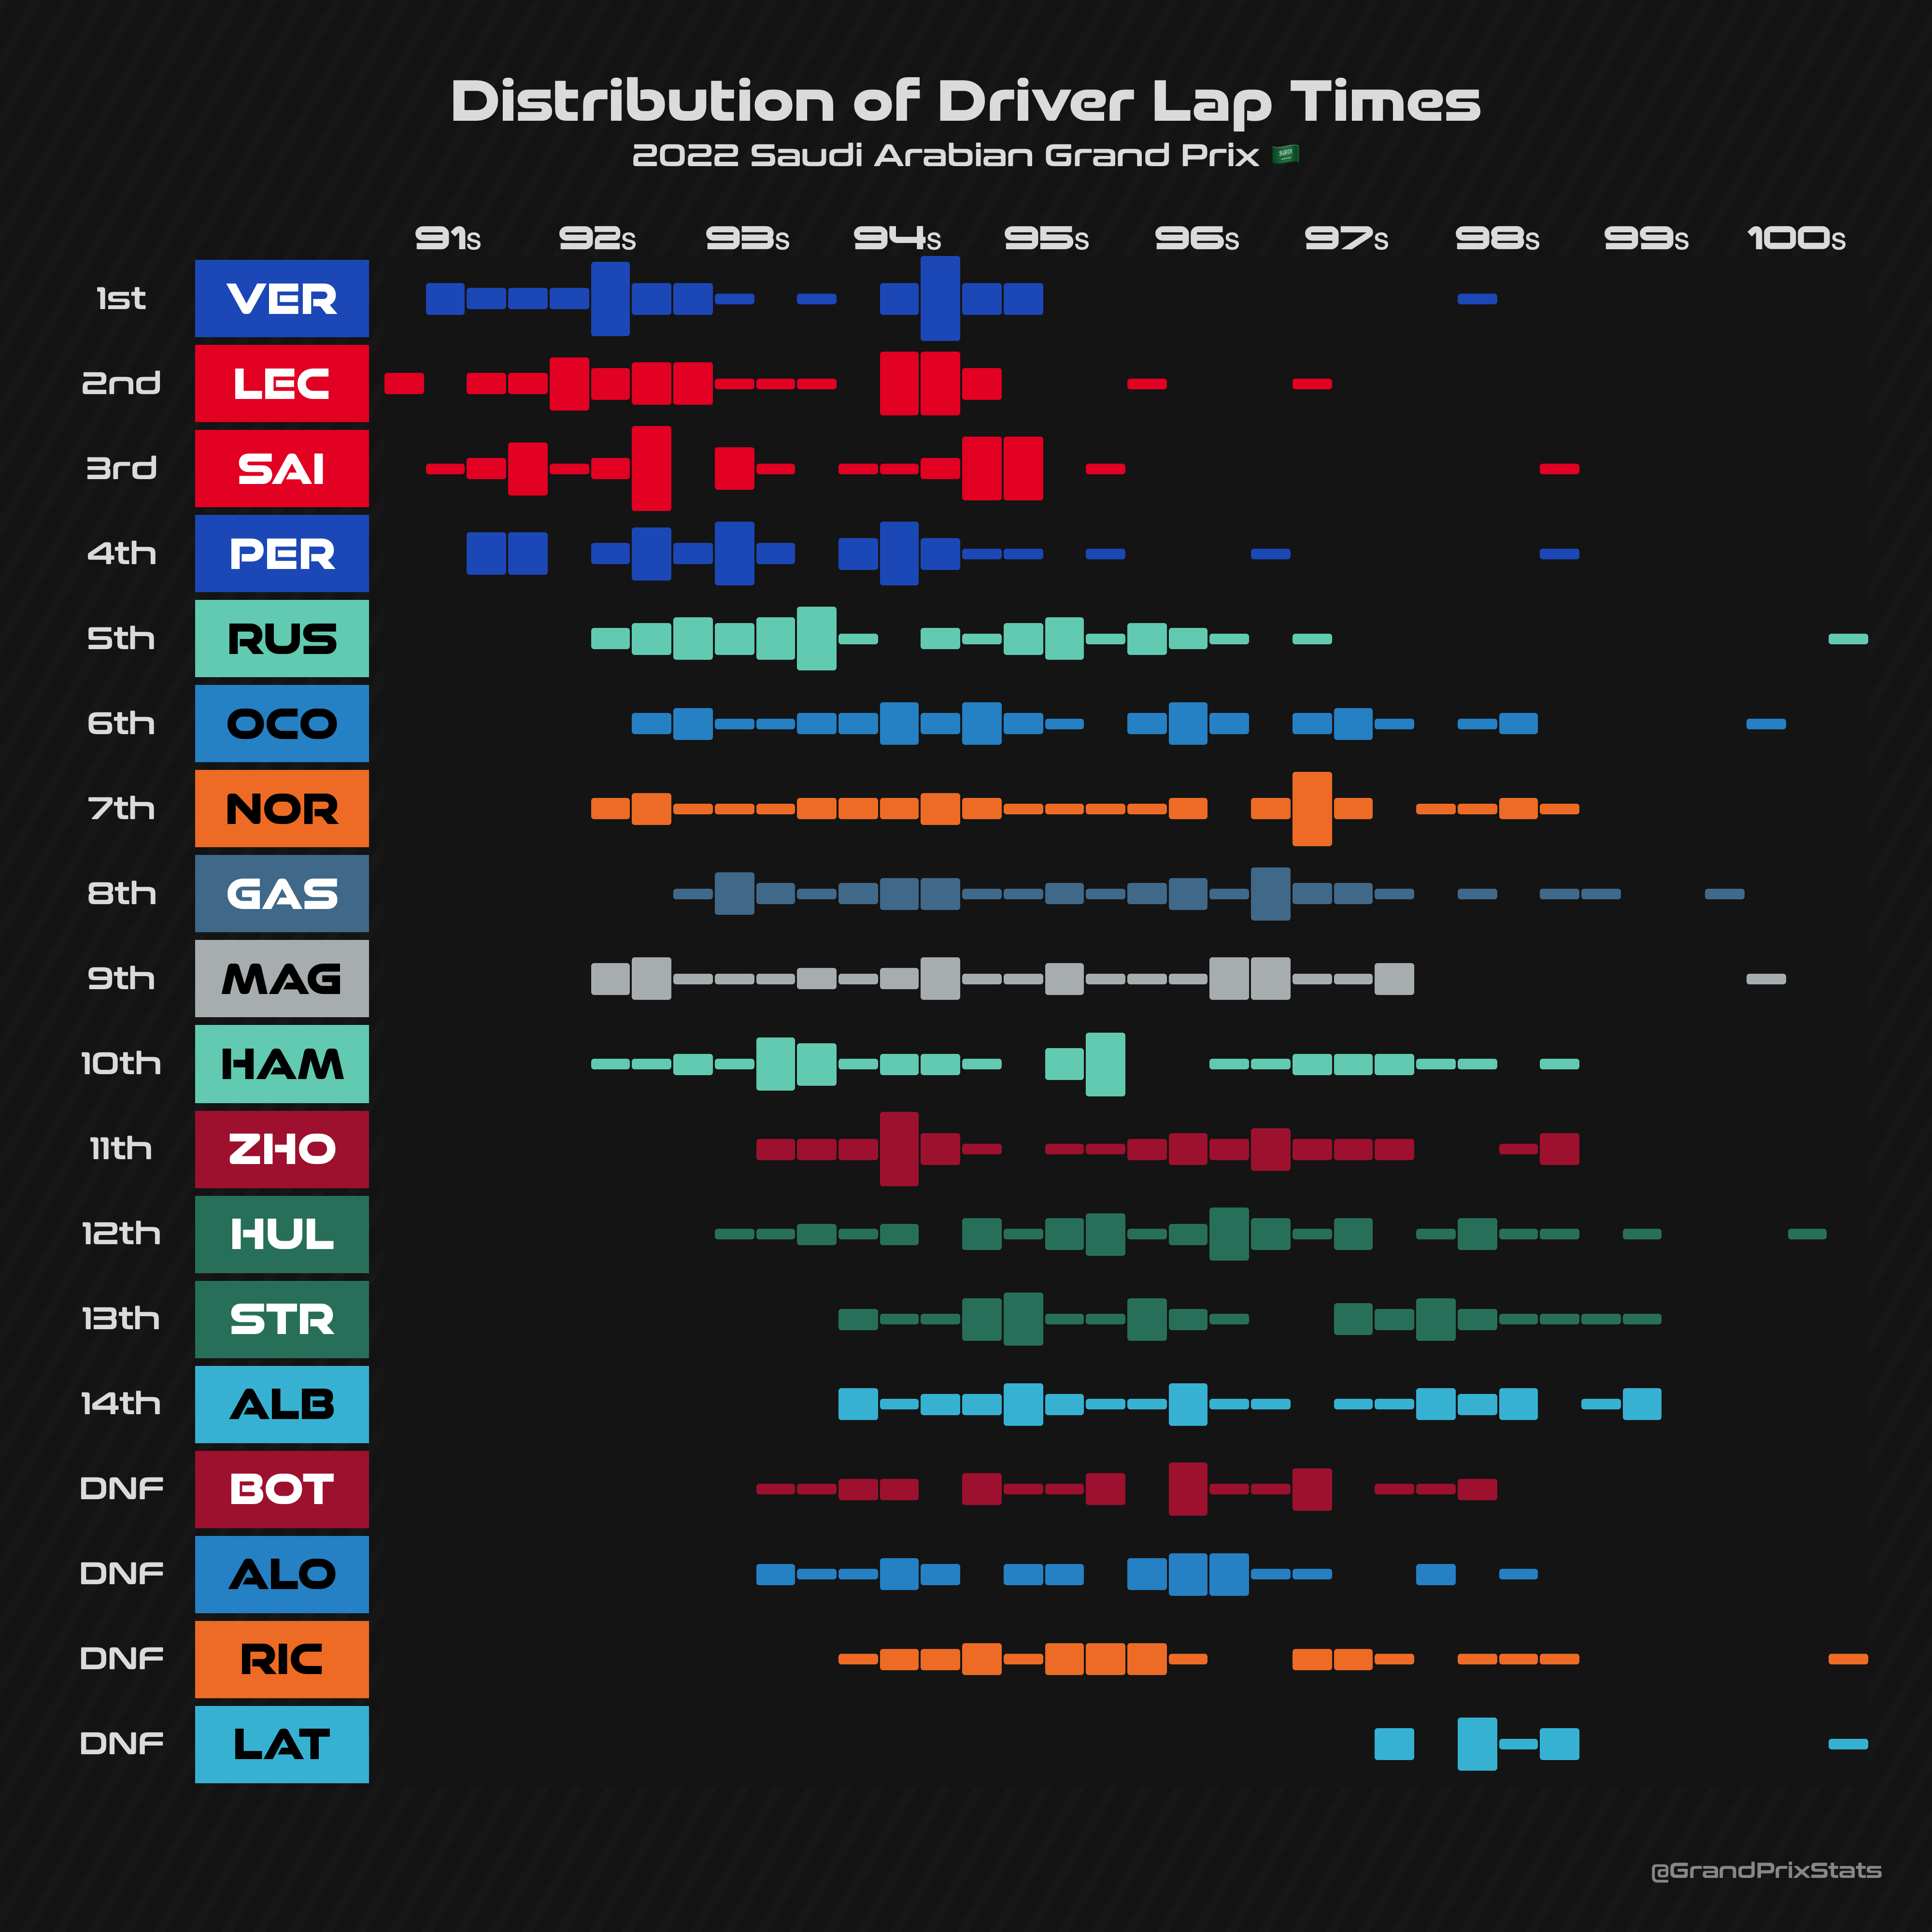 Distribution of Driver Lap Times
2022 Saudi Arabian Grand Prix
91s 92s 93s 94s 95s 96s 97s 98s 99s 100s
1st VER
2nd LEC
3rd SAI
4th PER
5th RUS
6th OCO
7th NOR
8th GAS
9th MAG
10th HAM
11th ZHO
12th HUL
13th STR
14th ALB
DNF BOT
DNF ALO
DNF RIC
DNF LAT
@GrandPrixStats